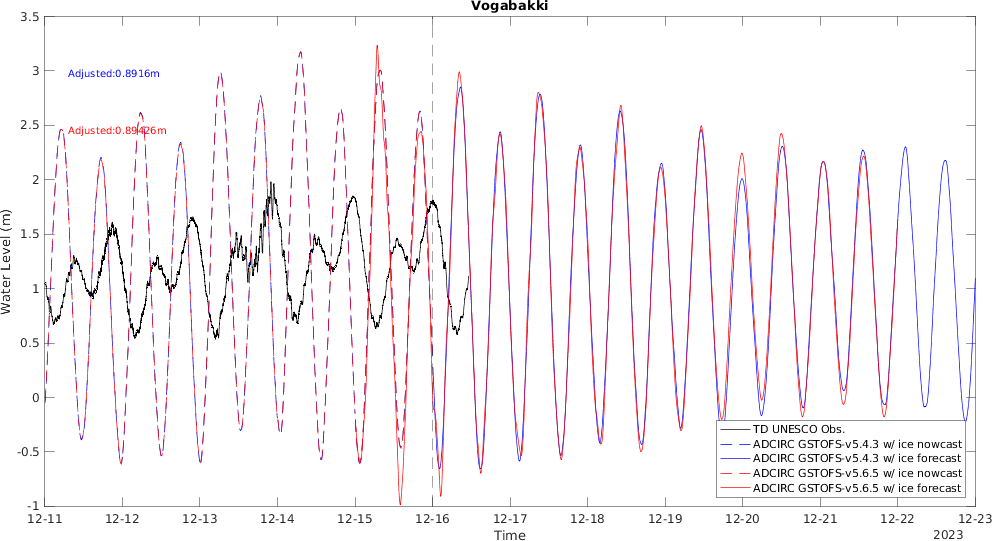 Vogabakki
3.5
3
2.5
2
1.5
1
0.5
0
-0.5
-1
Water Level (m)
Adjusted:0.8916m
Adjusted:0.89426m
TD UNESCO Obs.
ADCIRC GSTOFS-v5.4.3 w/ ice nowcast
ADCIRC GSTOFS-v5.4.3 w/ ice forecast
ADCIRC GSTOFS-v5.6.5 w/ ice nowcast
ADCIRC GSTOFS-v5.6.5 w/ ice forecast
12-11 12-12 12-13 12-14 12-15 12-16 12-17 12-18 12-19 12-20 12-21 12-22 12-23
Time
2023